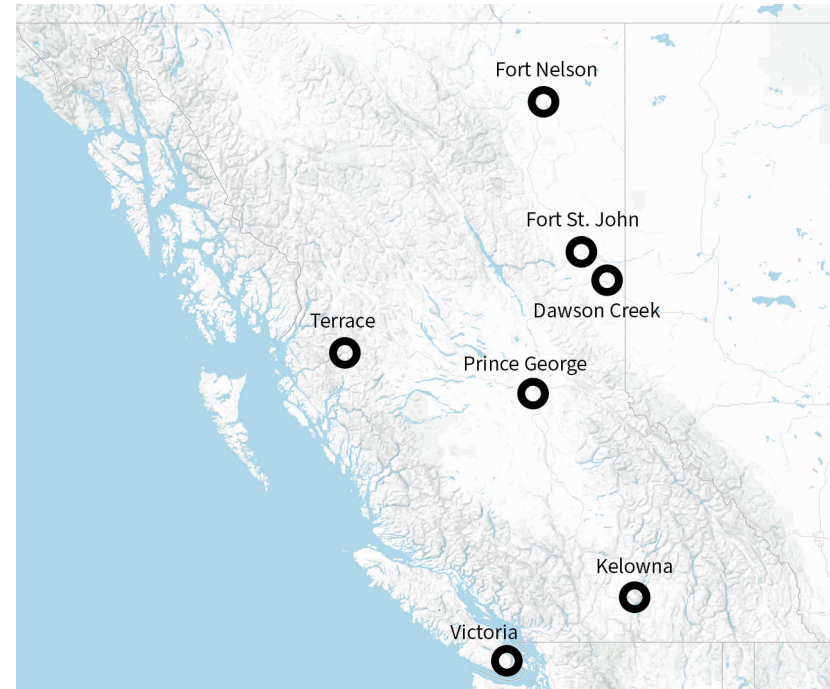 Fort Nelson
Fort St. John
Dawson Creek
Terrace
Prince George
Kelowna
Victoria